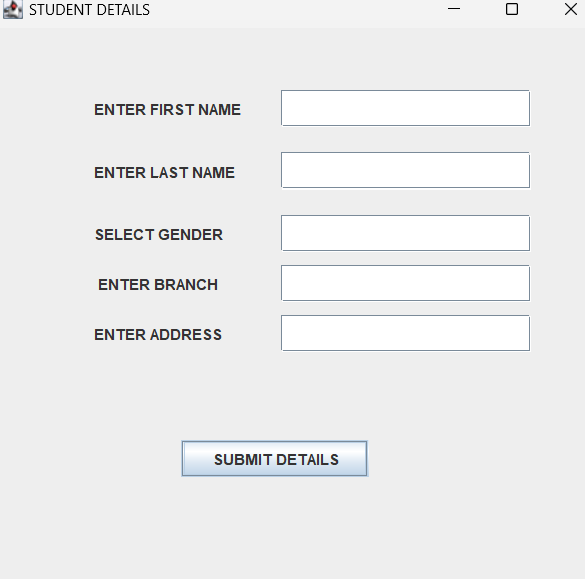 STUDENT DETAILS
ENTER FIRST NAME
ENTER LAST NAME
SELECT GENDER
ENTER BRANCH
ENTER ADDRESS
SUBMIT DETAILS